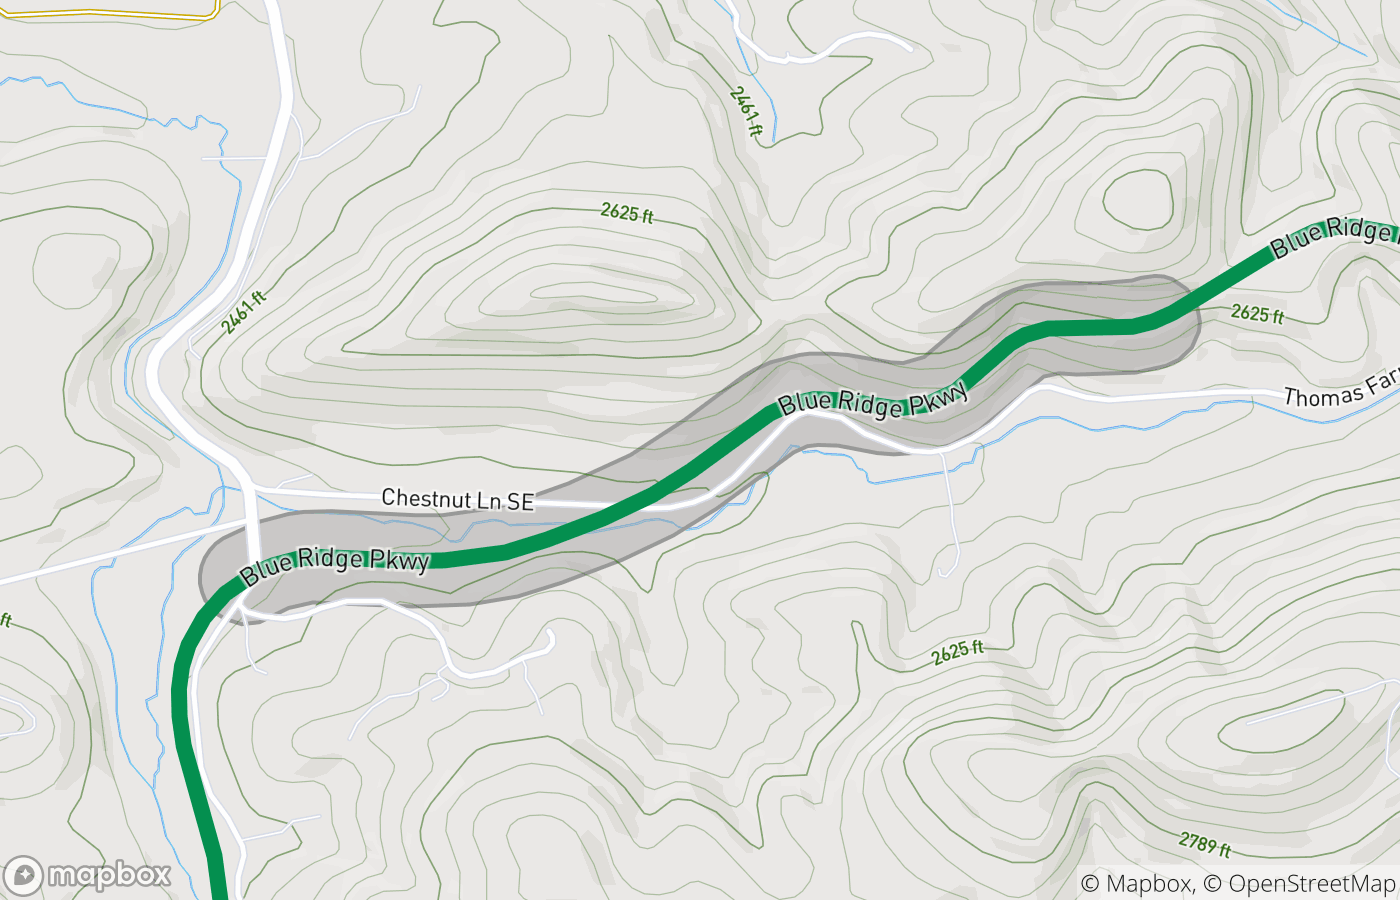 2461 ft
2625 ft
Blue Ridge
2461 ft
2625 ft
Blue Ridge Pkwy
Thomas Far
Chestnut Ln SE
Blue Ridge Pkwy
ft
2625 ft
2789 ft
mapbox
© Mapbox, © OpenStreetMap